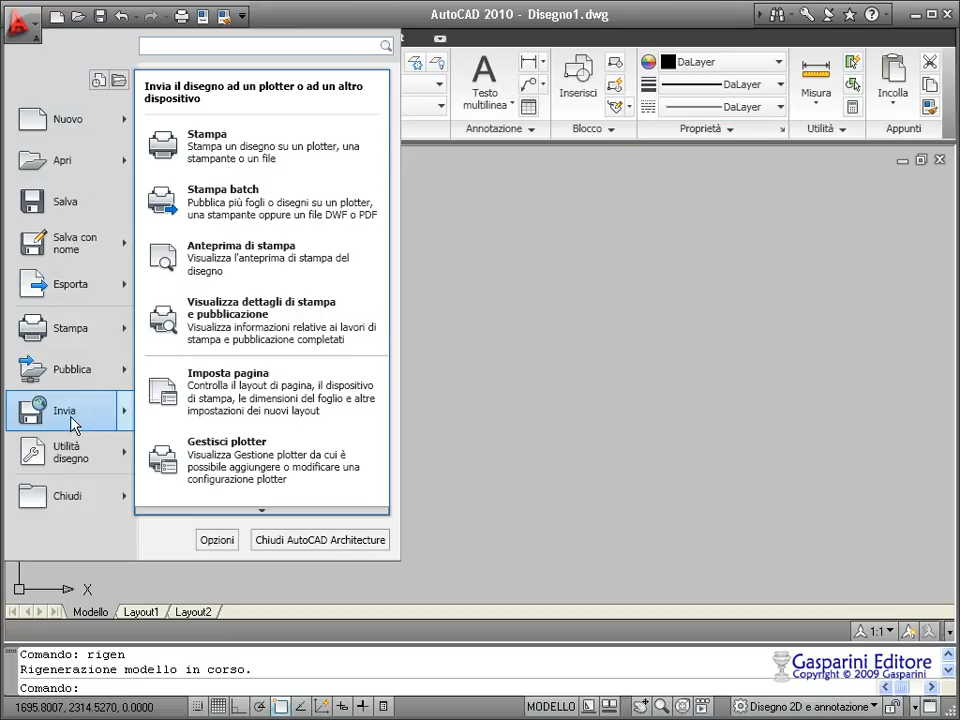 AutoCAD 2010 - Disegno1.dwg
Invia il disegno ad un plotter o ad un altro
dispositivo
Stampa
Stampa un disegno su un plotter, una
stampante o un file
Stampa batch
Pubblica più fogli o disegni su un plotter,
una stampante oppure un file DWF o PDF
Anteprima di stampa
Visualizza l'anteprima di stampa del
disegno
Visualizza dettagli di stampa
e pubblicazione
Visualizza informazioni relative ai lavori di
stampa e pubblicazione completati
Imposta pagina
Controlla il layout di pagina, il dispositivo
di stampa, le dimensioni del foglio e altre
impostazioni dei nuovi layout
Gestisci plotter
Visualizza Gestione plotter da cui è
possibile aggiungere o modificare una
configurazione plotter
Nuovo
Apri
Salva
Salva con
nome
Esporta
Stampa
Pubblica
Invia
Utilità
disegno
Chiudi
Opzioni
Chiudi AutoCAD Architecture
A
Testo
multilinea
Annotazione
Inserisci
Blocco
DaLayer
DaLayer
DaLayer
Proprietà
Misura
Utilità
Incolla
Appunti
X
Modello
Layout1
Layout2
1:1
Comando: rigen
Rigenerazione modello in corso.
Comando:
Gasparini Editore
Copyright © 2009 Gasparini
1695.8007, 2314.5270, 0.0000
MODELLO
Disegno 2D e annotazione